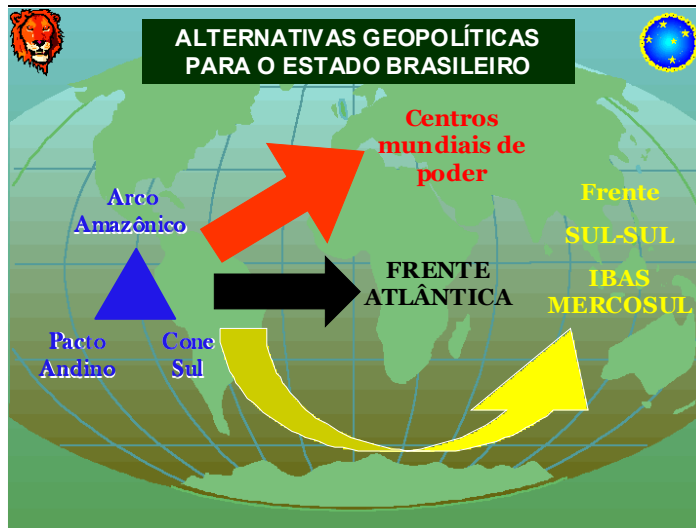 ALTERNATIVAS GEOPOLÍTICAS
PARA O ESTADO BRASILEIRO
Centros
mundiais de
poder
Arco
Amazônico
Frente
SUL-SUL
IBAS
MERCOSUL
FRENTE
ATLÂNTICA
Pacto
Andino
Cone
Sul